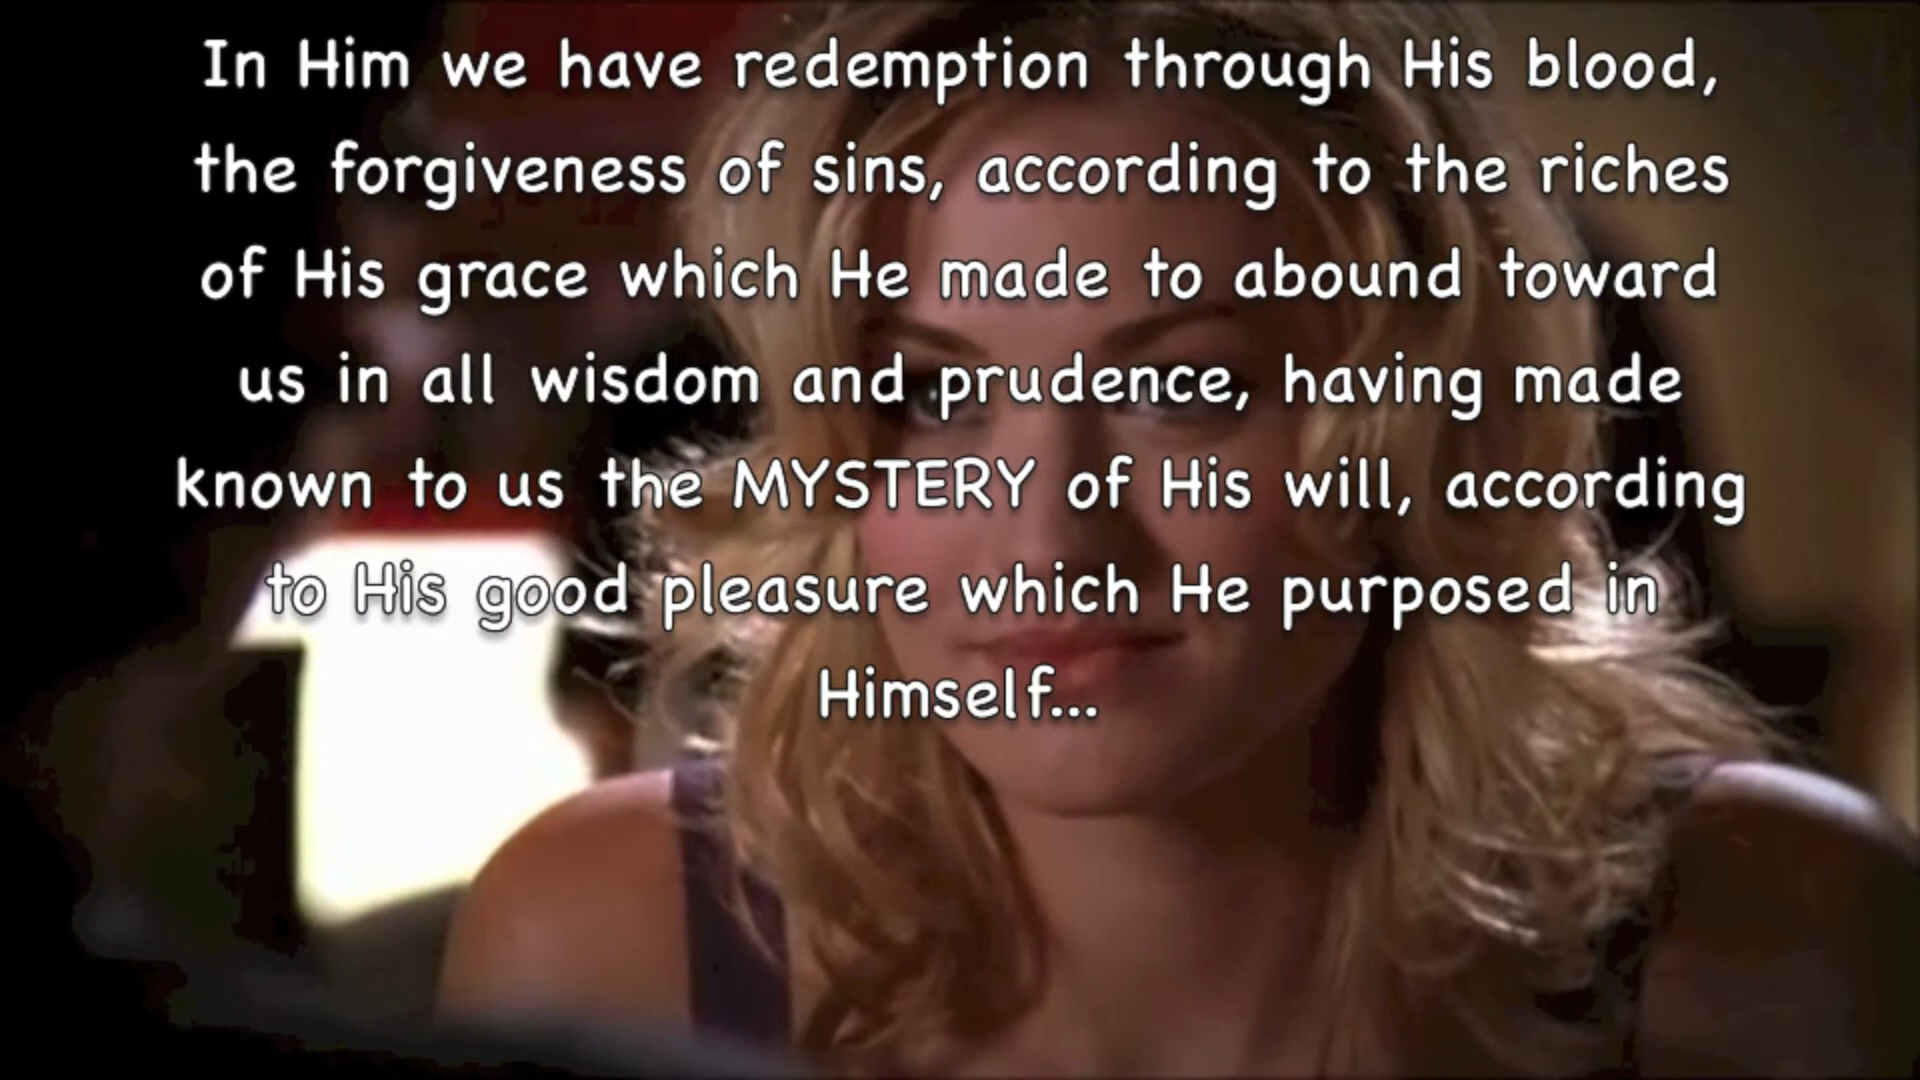 In Him we have redemption through His blood,
the forgiveness of sins, according to the riches
of His grace which He made to abound toward
us in all wisdom and prudence, having made
known to us the MYSTERY of His will, according
to His good pleasure which He purposed in
Himself...